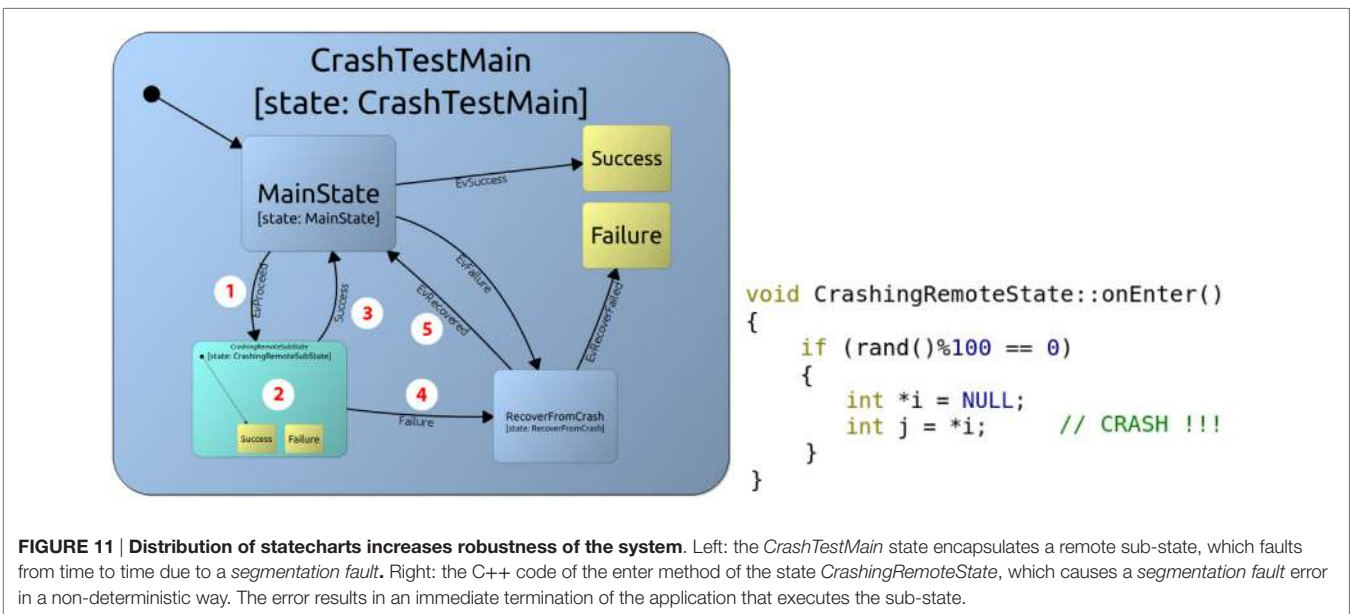 CrashTestMain
[state: CrashTestMain]
MainState
[state: MainState]
Success
Failure
EvSuccess
EvFailure
EvProceed
Success
EvRecovered
EvRecoverFailed
1
3
5
CrashingRemoteSubState
[state: CrashingRemoteSubState]
2
Success
Failure
4
Failure
RecoverFromCrash
[state: RecoverFromCrash]
void CrashingRemoteState::onEnter()
{
if (rand()%100 == 0)
{
int *i = NULL;
int j = *i; // CRASH !!!
}
}
FIGURE 11 | Distribution of statecharts increases robustness of the system. Left: the CrashTestMain state encapsulates a remote sub-state, which faults
from time to time due to a segmentation fault. Right: the C++ code of the enter method of the state CrashingRemoteState, which causes a segmentation fault error
in a non-deterministic way. The error results in an immediate termination of the application that executes the sub-state.